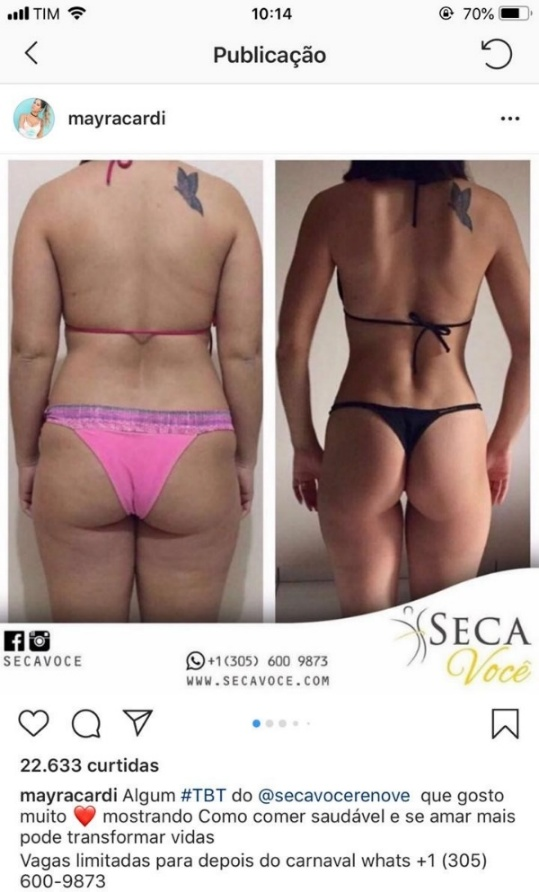 TIM
10:14
70%
Publicação
mayracardi
SECAVOCE
+1(305) 600 9873
WWW.SECAVOCE.COM
SECA
Você
22.633 curtidas
mayracardi Algum #TBT do @secavocerenove que gosto
muito ❤️ mostrando Como comer saudável e se amar mais
pode transformar vidas
Vagas limitadas para depois do carnaval whats +1 (305)
600-9873